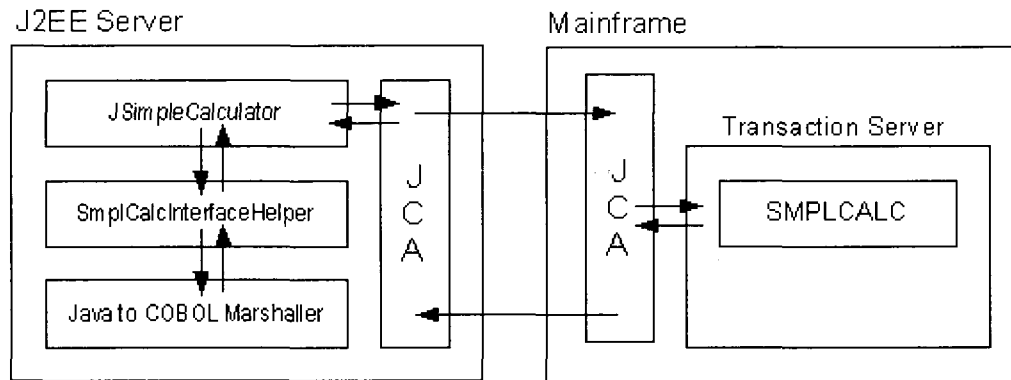 J2EE Server
Mainframe
JSimpleCalculator
SmplCalcInterfaceHelper
Java to COBOL Marshaller
J
C
A
J
C
A
Transaction Server
SMPLCALC